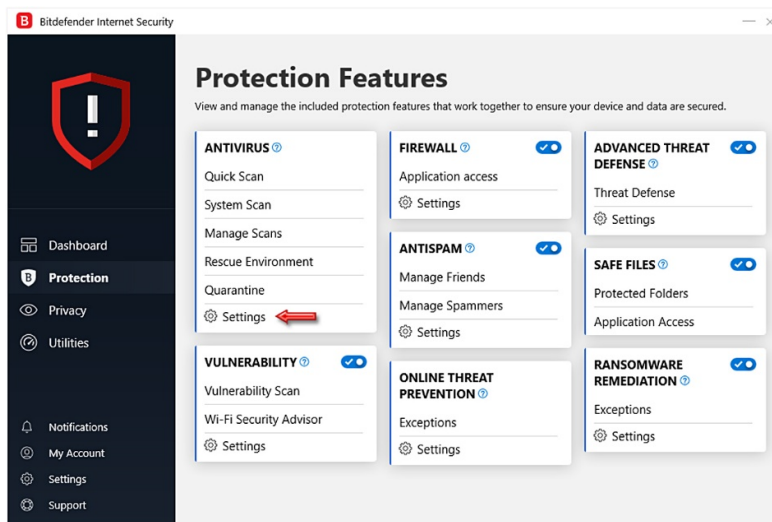 B Bitdefender Internet Security
Dashboard
B Protection
Privacy
Utilities
Notifications
My Account
Settings
Support
Protection Features
View and manage the included protection features that work together to ensure your device and data are secured.
ANTIVIRUS ?
Quick Scan
System Scan
Manage Scans
Rescue Environment
Quarantine
Settings
VULNERABILITY ?
Vulnerability Scan
Wi-Fi Security Advisor
Settings
FIREWALL ?
Application access
Settings
ANTISPAM ?
Manage Friends
Manage Spammers
Settings
ONLINE THREAT
PREVENTION ?
Exceptions
Settings
ADVANCED THREAT
DEFENSE ?
Threat Defense
Settings
SAFE FILES ?
Protected Folders
Application Access
RANSOMWARE
REMEDIATION ?
Exceptions
Settings